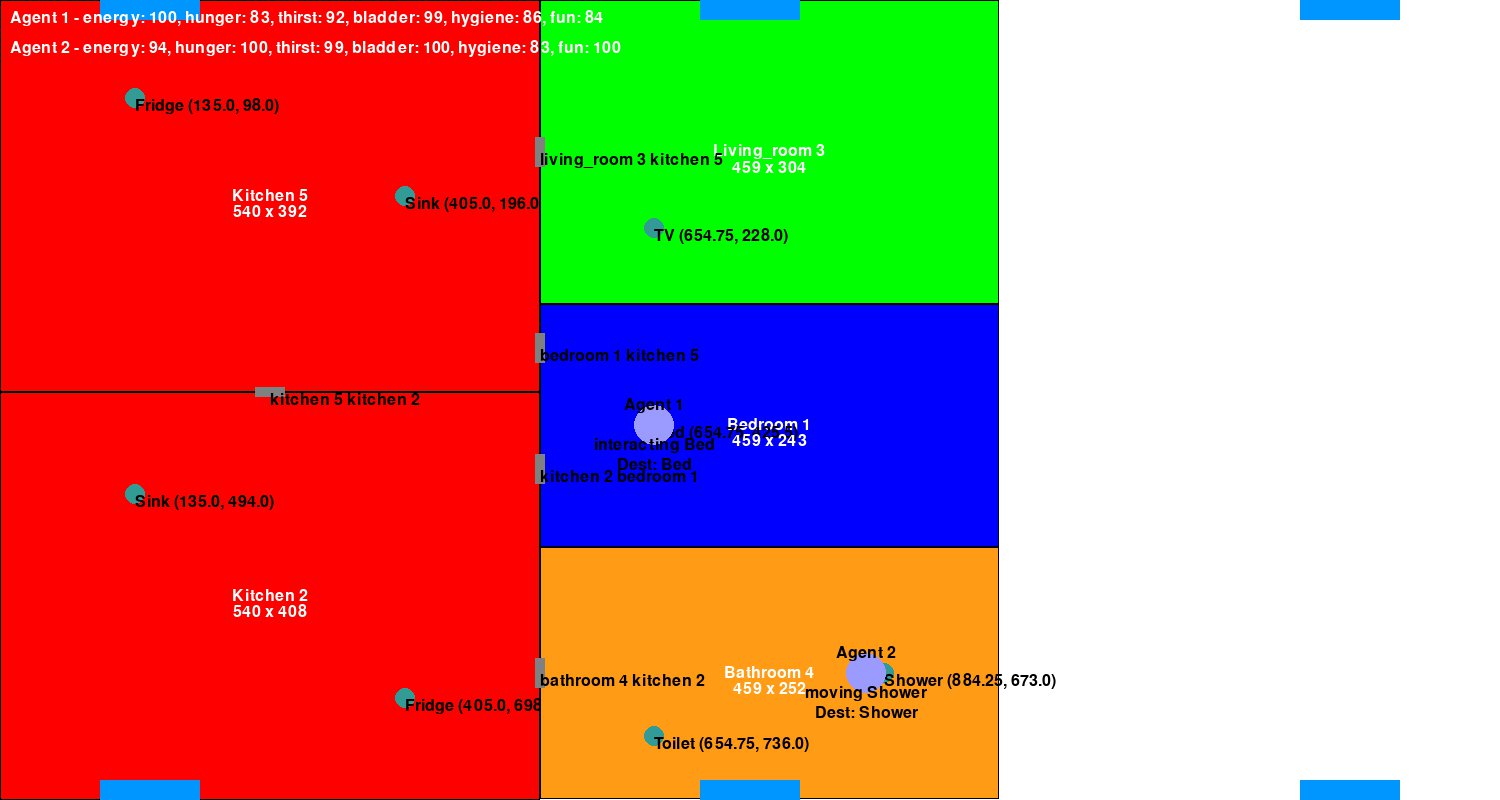 Agent 1 - energy: 100, hunger: 83, thirst: 92, bladder: 99, hygiene: 86, fun: 84
Agent 2 - energy: 94, hunger: 100, thirst: 99, bladder: 100, hygiene: 83, fun: 100
Fridge (135.0, 98.0)
Living_room 3
459 x 304
living_room 3 kitchen 5
Kitchen 5
540 x 392
Sink (405.0, 196.0
TV (654.75, 228.0)
bedroom 1 kitchen 5
kitchen 5 kitchen 2
Agent 1
Bedroom 1
459 x 243
(654.75,
interacting Bed
Dest: Bed
kitchen 2 bedroom 1
Sink (135.0, 494.0)
Kitchen 2
540 x 408
Agent 2
Bathroom 4
459 x 252
bathroom 4 kitchen 2
Shower (884.25, 673.0)
moving Shower
Dest: Shower
Fridge (405.0, 698
Toilet (654.75, 736.0)